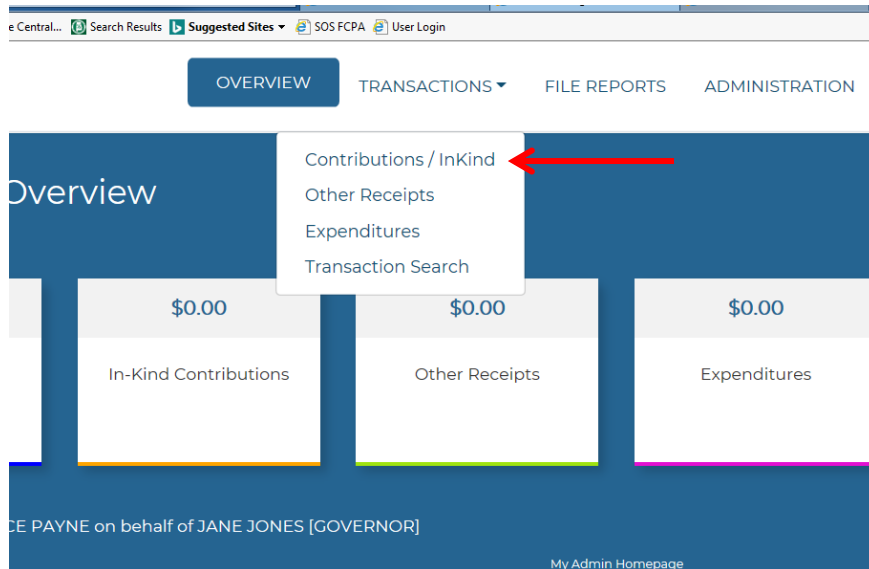 e Central... Search Results Suggested Sites SOS FCPA User Login
OVERVIEW TRANSACTIONS FILE REPORTS ADMINISTRATION
Overview
Contributions / InKind
Other Receipts
Expenditures
Transaction Search
$0.00 $0.00 $0.00
In-Kind Contributions Other Receipts Expenditures
CE PAYNE on behalf of JANE JONES [GOVERNOR]
My Admin Homepage